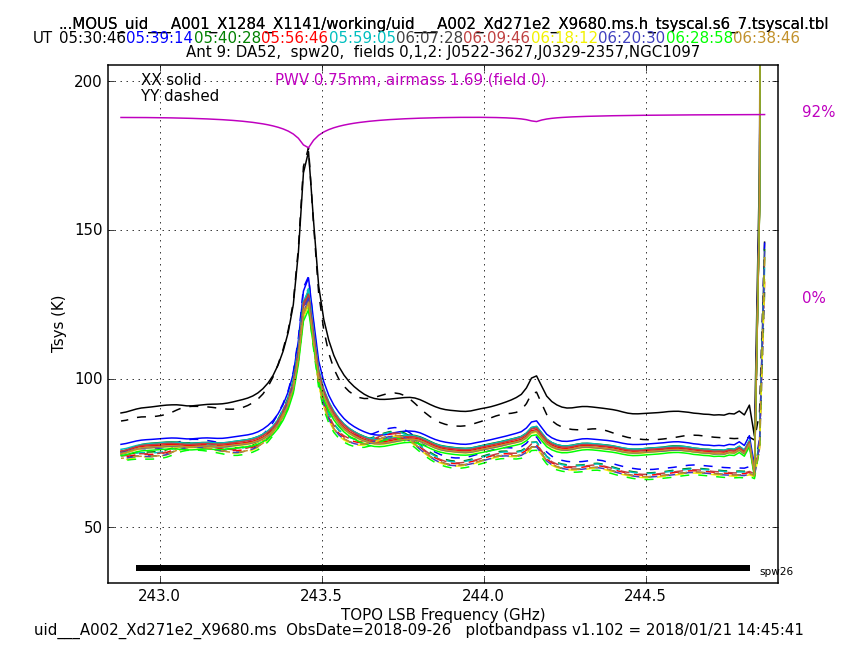 ...MOUS_uid___A001_X1284_X1141/working/uid___A002_Xd271e2_X9680.ms.h_tsyscal.s6_7.tsyscal.tbl
UT 05:30:46 05:39:14 05:40:28 05:56:46 05:59:05 06:07:28 06:09:46 06:18:12 06:20:30 06:28:58 06:38:46
Ant 9: DA52, spw20, fields 0,1,2: J0522-3627,J0329-2357,NGC1097
XX solid
PWV 0.75mm, airmass 1.69 (field 0)
YY dashed
200
92%
150
Tsys (K)
0%
100
50
spw26
243.0 243.5 244.0 244.5
TOPO LSB Frequency (GHz)
uid___A002_Xd271e2_X9680.ms ObsDate=2018-09-26 plotbandpass v1.102 = 2018/01/21 14:45:41